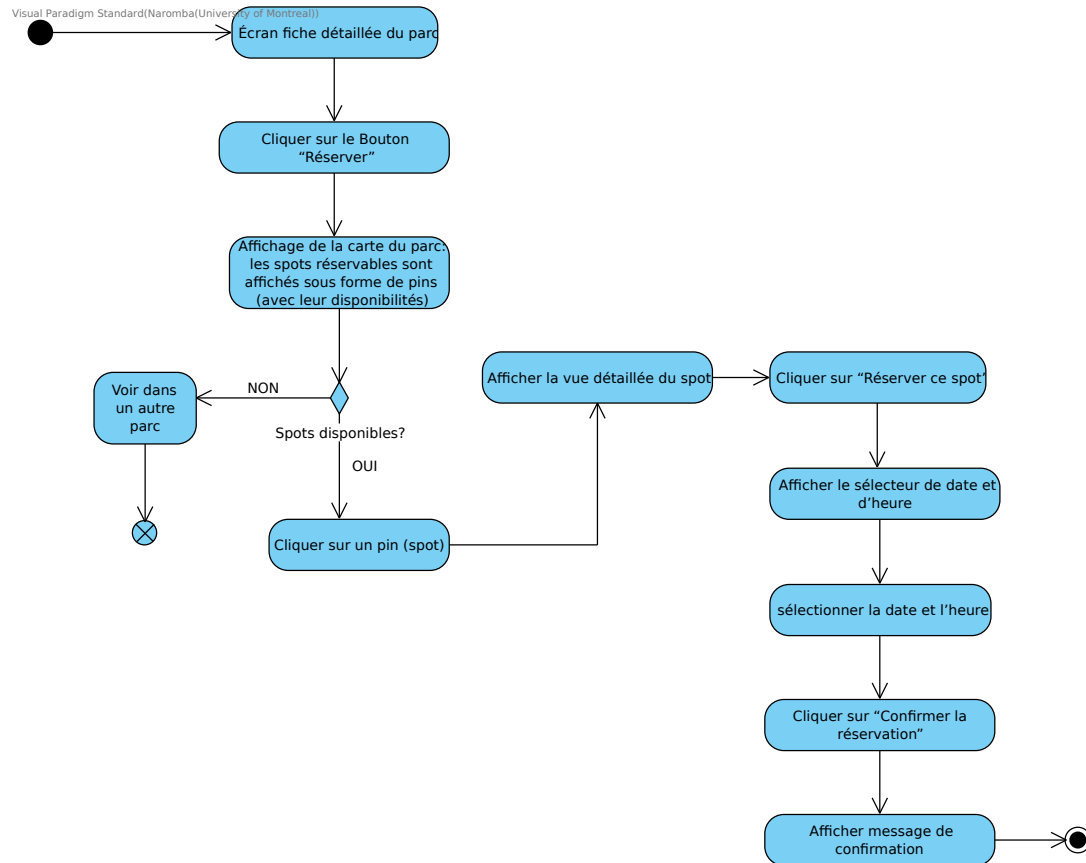 Visual Paradigm Standard(Naromba(University of Montreal))
Écran fiche détaillée du parc
Cliquer sur le Bouton
“Réserver”
Affichage de la carte du parc:
les spots réservables sont
affichés sous forme de pins
(avec leur disponibilités)
NON
Voir dans
un autre
parc
Spots disponibles?
OUI
Cliquer sur un pin (spot)
Afficher la vue détaillée du spot
Cliquer sur “Réserver ce spot”
Afficher le sélecteur de date et
d’heure
sélectionner la date et l’heure
Cliquer sur “Confirmer la
réservation”
Afficher message de
confirmation